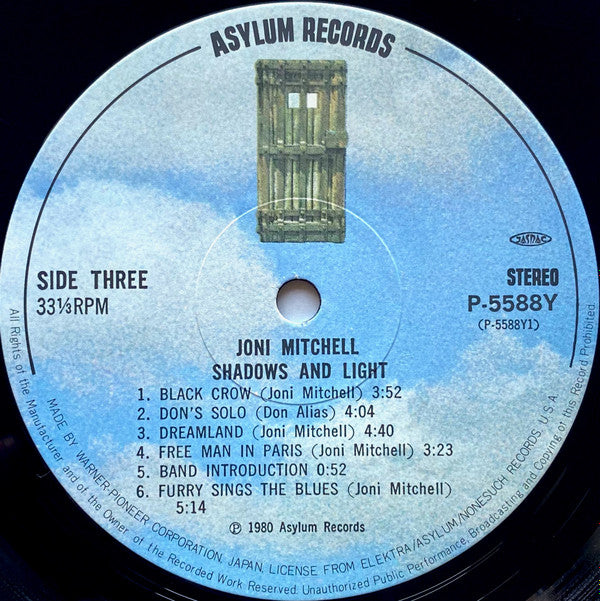 ASYLUM RECORDS
JASRAC
SIDE THREE
33⅓RPM
STEREO
P-5588Y
(P-5588Y1)
JONI MITCHELL
SHADOWS AND LIGHT
1. BLACK CROW (Joni Mitchell) 3:52
2. DON'S SOLO (Don Alias) 4:04
3. DREAMLAND (Joni Mitchell) 4:40
4. FREE MAN IN PARIS (Joni Mitchell) 3:23
5. BAND INTRODUCTION 0:52
6. FURRY SINGS THE BLUES (Joni Mitchell)
5:14
Ⓟ 1980 Asylum Records
MADE BY WARNER-PIONEER CORPORATION, JAPAN, LICENSE FROM ELEKTRA/ASYLUM/NONESUCH RECORDS U.S.A.
All Rights of the Manufacturer and of the Owner of the Recorded Work Reserved. Unauthorized Public Performance, Broadcasting and Copying of this Record Prohibited.